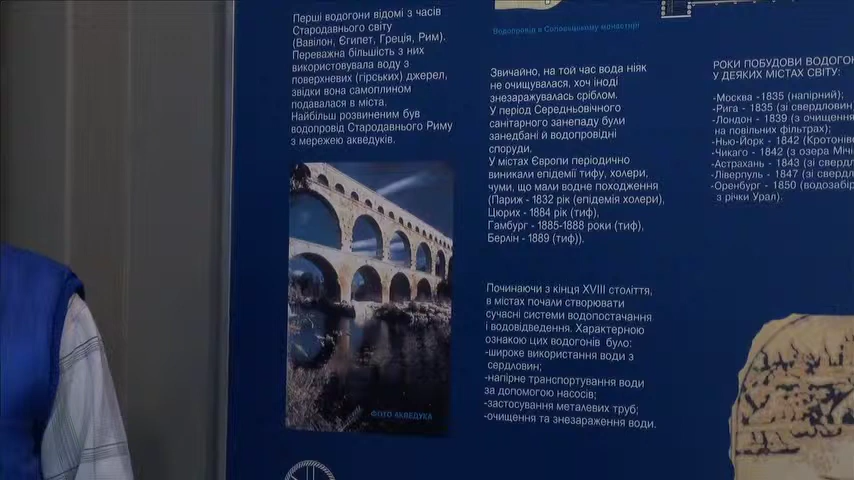 Перші водогони відомі з часів
Стародавнього світу
(Вавілон, Єгипет, Греція, Рим).
Переважна більшість з них
використовувала воду з
поверхневих (гірських) джерел,
звідки вона самоплином
подавалася в міста.
Найбільш розвиненим був
водопровід Стародавнього Риму
з мережею акведуків.
ФОТО АКВЕДУКА
Водопровід в Соловецькому монастирі
Звичайно, на той час вода ніяк
не очищувалася, хоч іноді
знезаражувалась сріблом.
У період Середньовічного
санітарного занепаду були
занедбані й водопровідні
споруди.
У містах Європи періодично
виникали епідемії тифу, холери,
чуми, що мали водне походження
(Париж - 1832 рік (епідемія холери),
Цюрих - 1884 рік (тиф),
Гамбург - 1885-1888 роки (тиф),
Берлін - 1889 (тиф)).
Починаючи з кінця XVIII століття,
в містах почали створювати
сучасні системи водопостачання
і водовідведення. Характерною
ознакою цих водогонів було:
-широке використання води з
сердловин;
-напірне транспортування води
за допомогою насосів;
-застосування металевих труб;
-очищення та знезараження води.
РОКИ ПОБУДОВИ ВОДОГОН
У ДЕЯКИХ МІСТАХ СВІТУ:
-Москва -1835 (напірний);
-Рига - 1835 (зі свердловин
-Лондон - 1839 (з очищення
на повільних фільтрах);
-Нью-Йорк - 1842 (Кротонів
-Чикаго - 1842 (з озера Мічі
-Астрахань - 1843 (зі сверд
-Ліверпуль - 1847 (зі сверд
-Оренбург - 1850 (водозабір
з річки Урал).